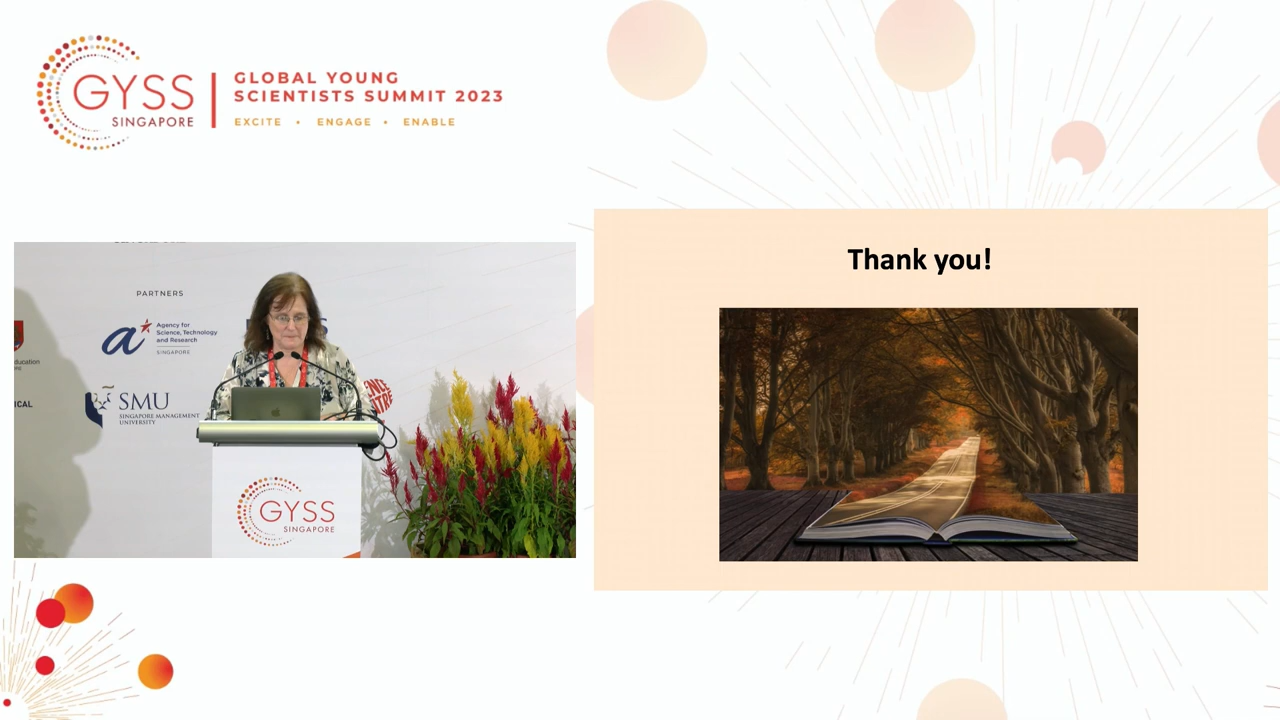 GYSS
SINGAPORE
GLOBAL YOUNG
SCIENTISTS SUMMIT 2023
EXCITE • ENGAGE • ENABLE
PARTNERS
a
Agency for
Science, Technology
and Research
SINGAPORE
ICAL
SMU
SINGAPORE MANAGEMENT
UNIVERSITY
GYSS
SINGAPORE
Thank you!